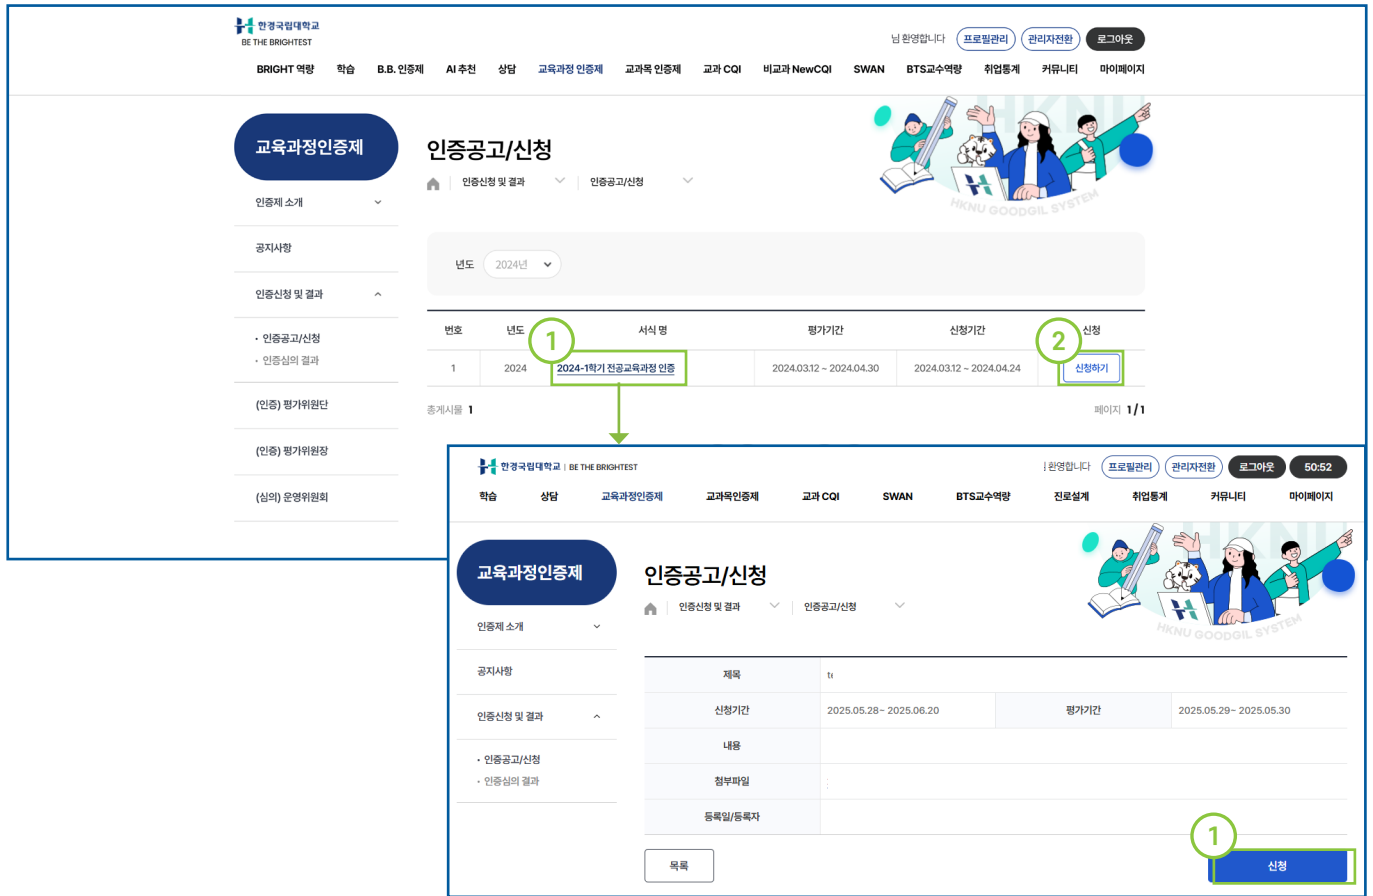 한경국립대학교
BE THE BRIGHTEST
님 환영합니다 프로필관리 관리자전환 로그아웃
BRIGHT 역량 학습 B.B. 인증제 AI 추천 상담 교육과정 인증제 교과목 인증제 교과 CQI 비교과 NewCQI SWAN BTS교수역량 취업통계 커뮤니티 마이페이지
교육과정인증제
인증제 소개
공지사항
인증신청 및 결과
· 인증공고/신청
· 인증심의 결과
(인증) 평가위원단
(인증) 평가위원장
(심의) 운영위원회
인증공고/신청
인증신청 및 결과 인증공고/신청
HKNU
HKNU GOODGIL SYSTEM
년도 2024년
번호 년도 서식 명 평가기간 신청기간 신청
1 2
1 2024 2024-1학기 전공교육과정 인증 2024.03.12 ~ 2024.04.30 2024.03.12 ~ 2024.04.24 신청하기
총게시물 1 페이지 1 / 1
한경국립대학교 | BE THE BRIGHTEST
환영합니다 프로필관리 관리자전환 로그아웃 50:52
학습 상담 교육과정인증제 교과목인증제 교과 CQI SWAN BTS교수역량 진로설계 취업통계 커뮤니티 마이페이지
교육과정인증제
인증제 소개
공지사항
인증신청 및 결과
· 인증공고/신청
· 인증심의 결과
인증공고/신청
인증신청 및 결과 인증공고/신청
HKNU
HKNU GOODGIL SYSTEM
제목
신청기간 2025.05.28~ 2025.06.20 평가기간 2025.05.29~ 2025.05.30
내용
첨부파일
등록일/등록자
1
목록 신청